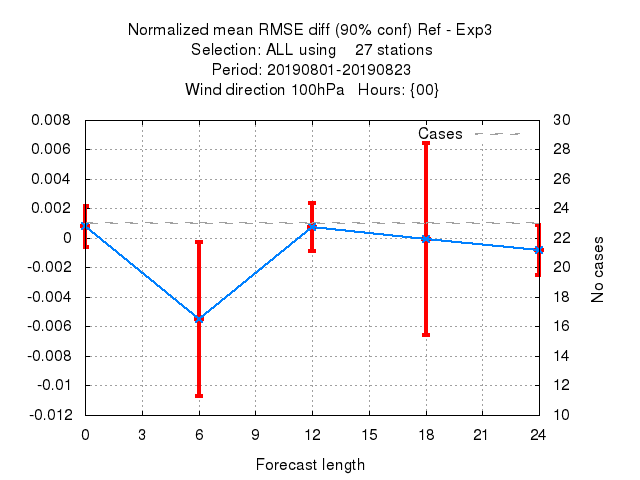 Normalized mean RMSE diff (90% conf) Ref - Exp3
Selection: ALL using 27 stations
Period: 20190801-20190823
Wind direction 100hPa Hours: {00}
Cases
0.008
0.006
0.004
0.002
0
-0.002
-0.004
-0.006
-0.008
-0.01
-0.012
30
28
26
24
22
20
18
16
14
12
10
No cases
0 3 6 9 12 15 18 21 24
Forecast length